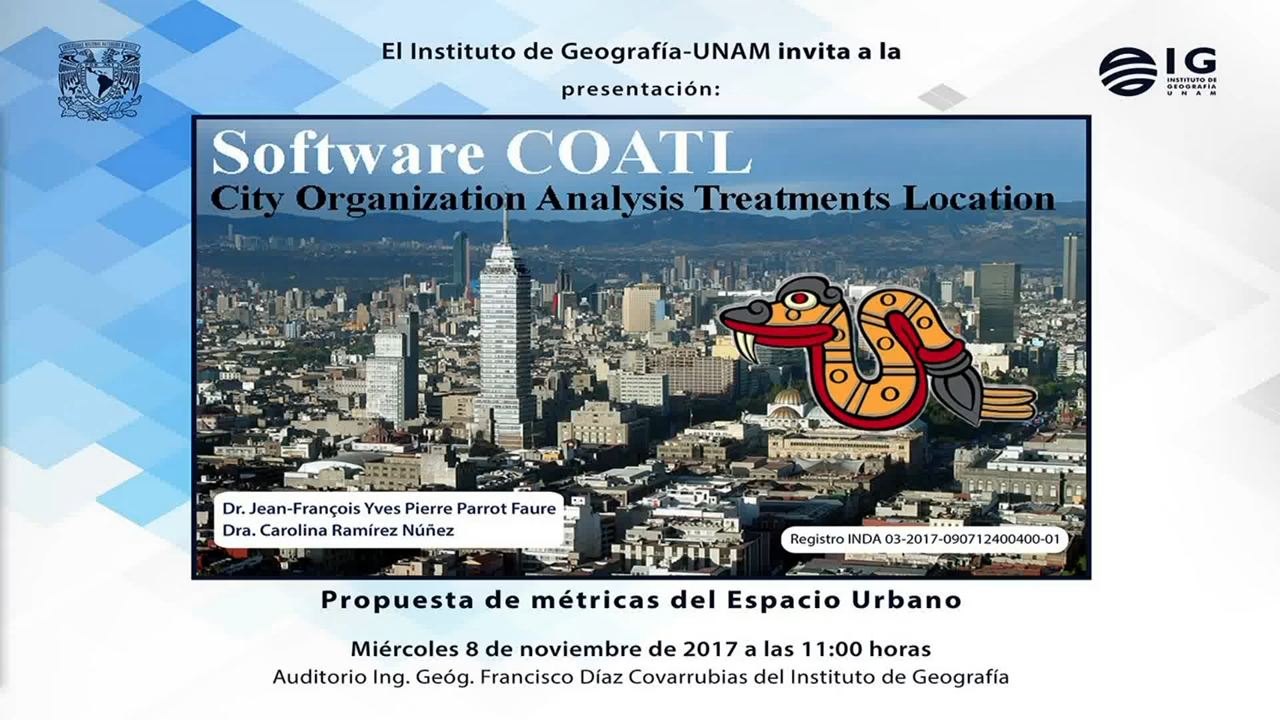 El Instituto de Geografía-UNAM invita a la
presentación:
IG
INSTITUTO DE
GEOGRAFÍA
UNAM
Software COATL
City Organization Analysis Treatments Location
Dr. Jean-François Yves Pierre Parrot Faure
Dra. Carolina Ramírez Núñez
Registro INDA 03-2017-090712400400-01
Propuesta de métricas del Espacio Urbano
Miércoles 8 de noviembre de 2017 a las 11:00 horas
Auditorio Ing. Geóg. Francisco Díaz Covarrubias del Instituto de Geografía